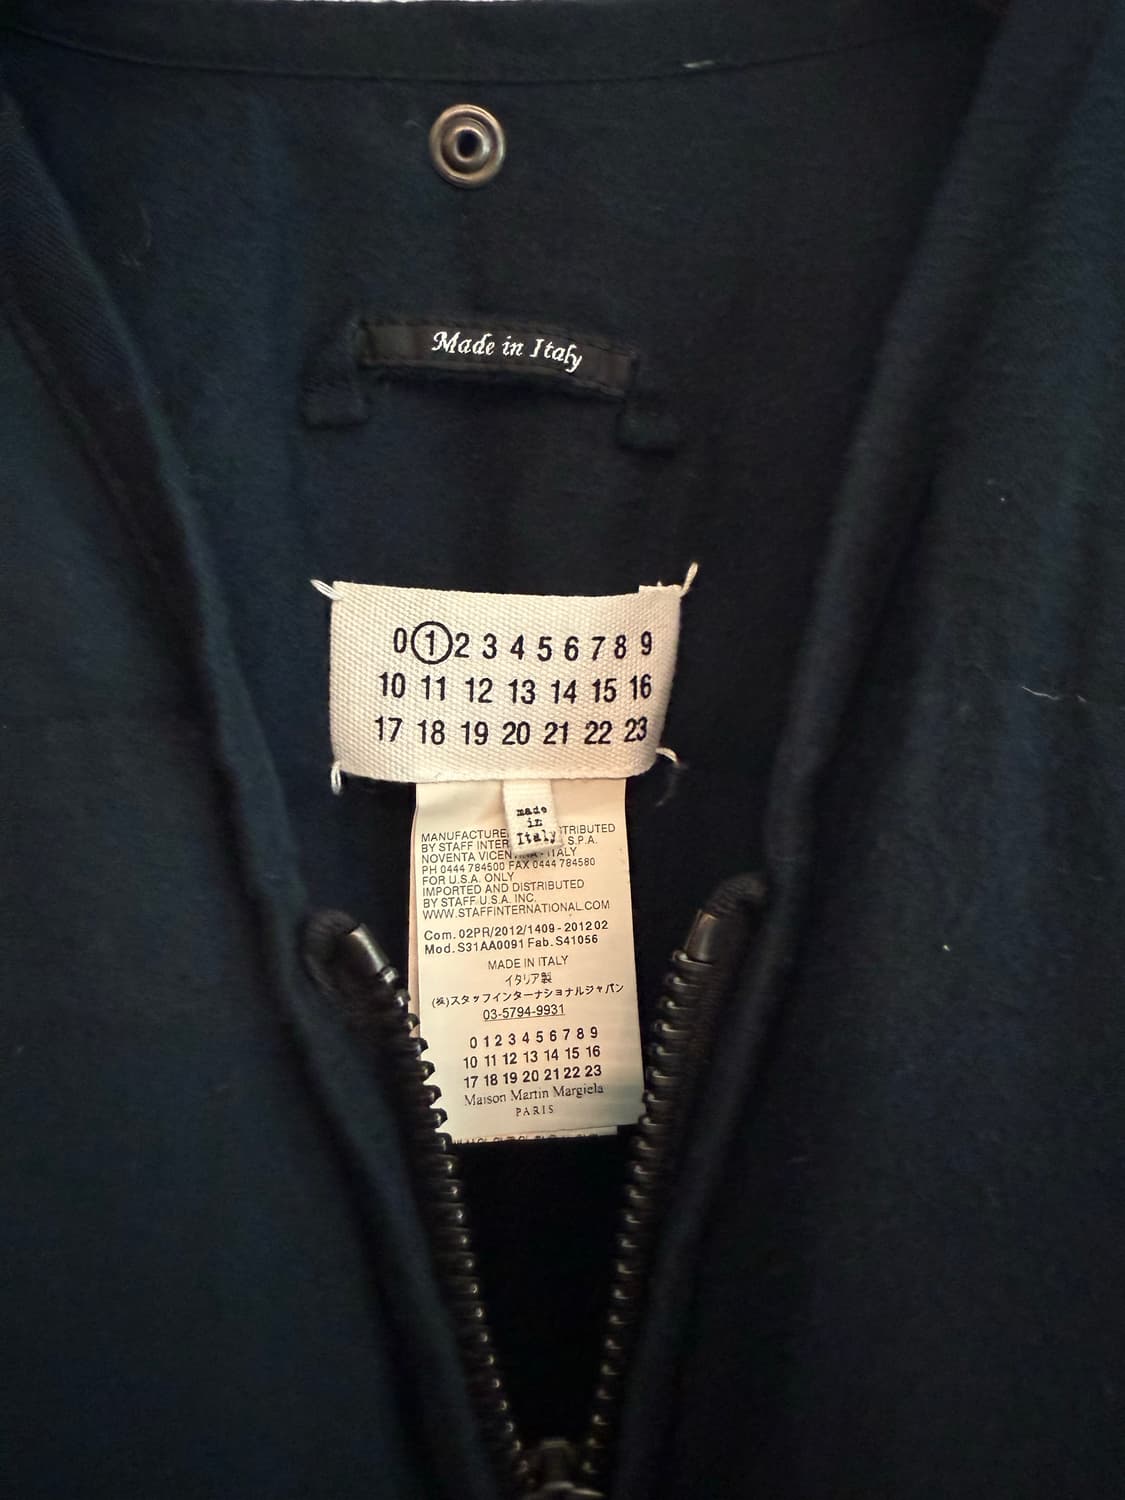 Made in Italy
0 1 2 3 4 5 6 7 8 9
10 11 12 13 14 15 16
17 18 19 20 21 22 23
made
in
Italy
MANUFACTURE TRIBUTED
BY STAFF INTER S.P.A.
NOVENTA VICEN ITALY
PH 0444 784500 FAX 0444 784580
FOR U.S.A. ONLY
IMPORTED AND DISTRIBUTED
BY STAFF U.S.A. INC.
WWW.STAFFINTERNATIONAL.COM
Com. 02PR/2012/1409 - 201202
Mod. S31AA0091 Fab. S41056
MADE IN ITALY
イタリア製
(株)スタッフインターナショナルジャパン
03-5794-9931
0 1 2 3 4 5 6 7 8 9
10 11 12 13 14 15 16
17 18 19 20 21 22 23
Maison Martin Margiela
PARIS